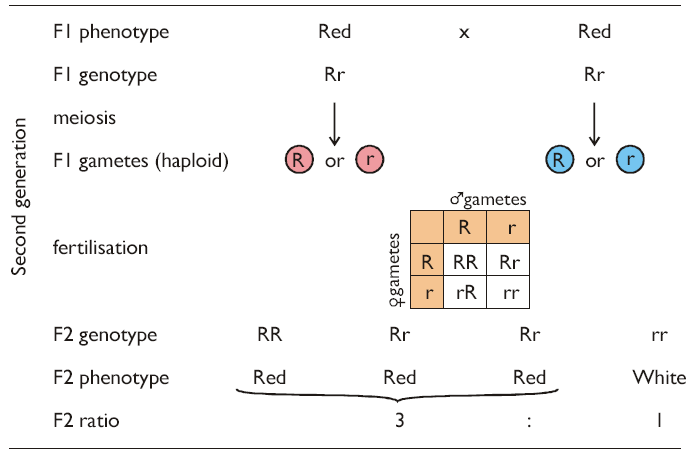 F1 phenotype Red x Red
F1 genotype Rr Rr
meiosis
F1 gametes (haploid) R or r R or r
Second generation
♂gametes
R r
fertilisation
♀gametes
R RR Rr
r rR rr
F2 genotype RR Rr Rr rr
F2 phenotype Red Red Red White
F2 ratio 3 : 1